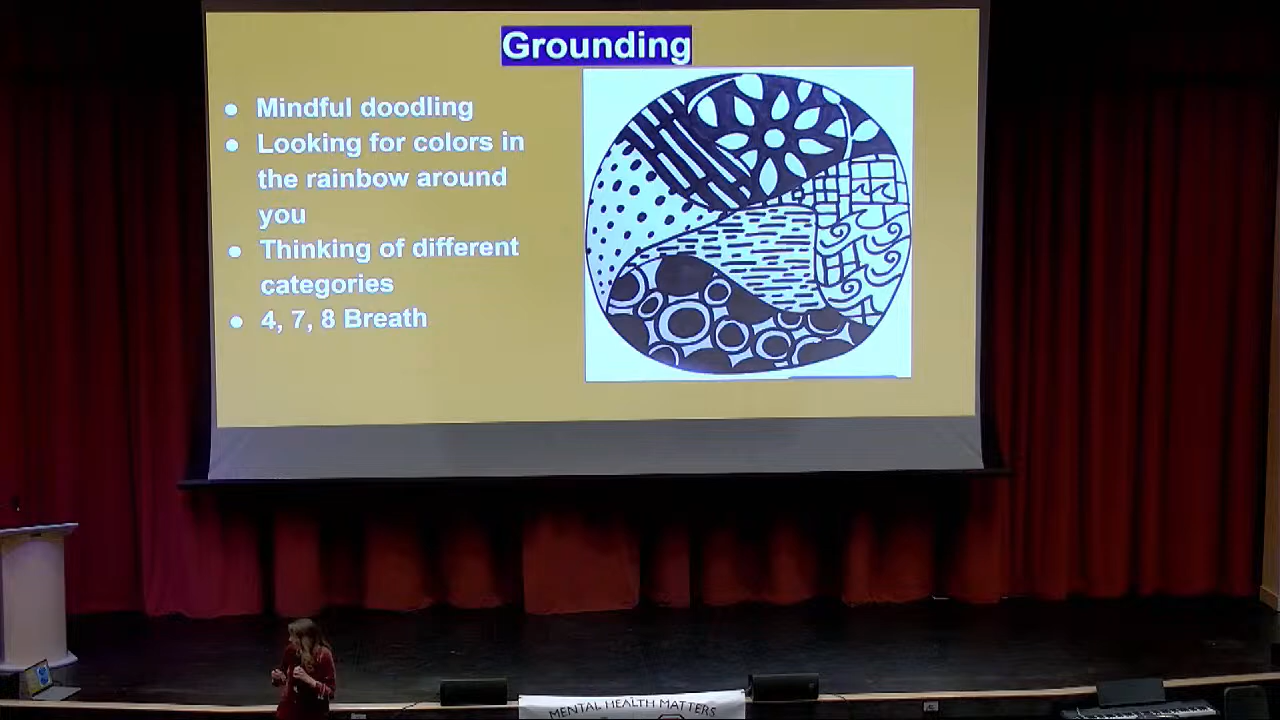 Grounding
● Mindful doodling
● Looking for colors in
the rainbow around
you
● Thinking of different
categories
● 4, 7, 8 Breath
MENTAL HEALTH MATTERS